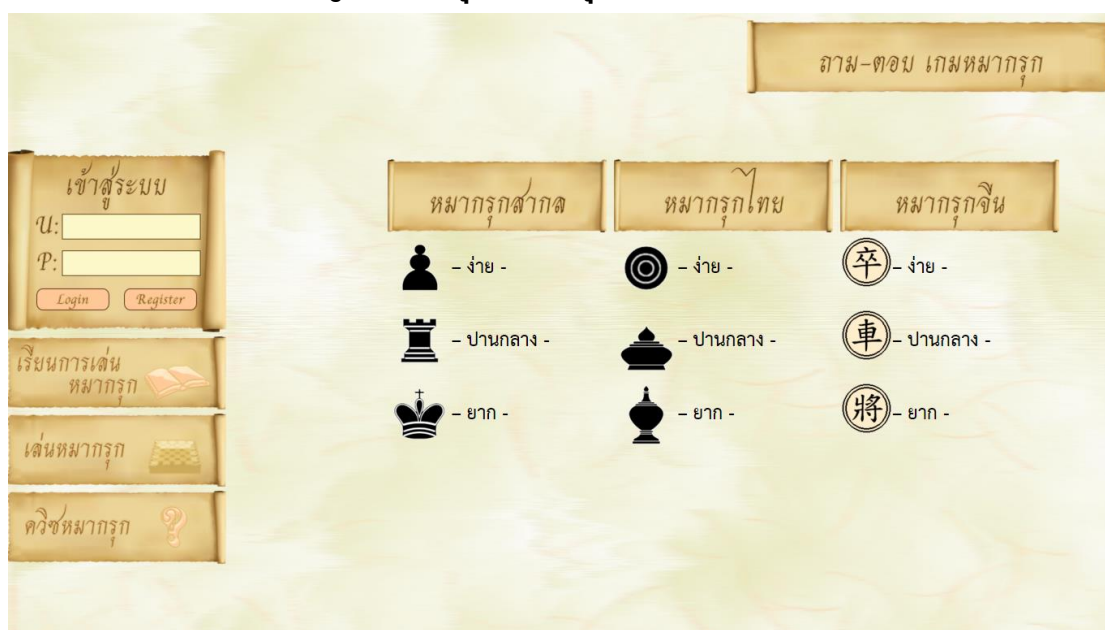 ถาม-ตอบ เกมหมากรุก
เข้าสู่ระบบ
U:
P:
Login Register
เรียนการเล่น
หมากรุก
เล่นหมากรุก
ควิซหมากรุก
หมากรุกสากล
– ง่าย -
– ปานกลาง -
– ยาก -
หมากรุกไทย
– ง่าย -
– ปานกลาง -
– ยาก -
หมากรุกจีน
卒 – ง่าย -
車 – ปานกลาง -
將 – ยาก -